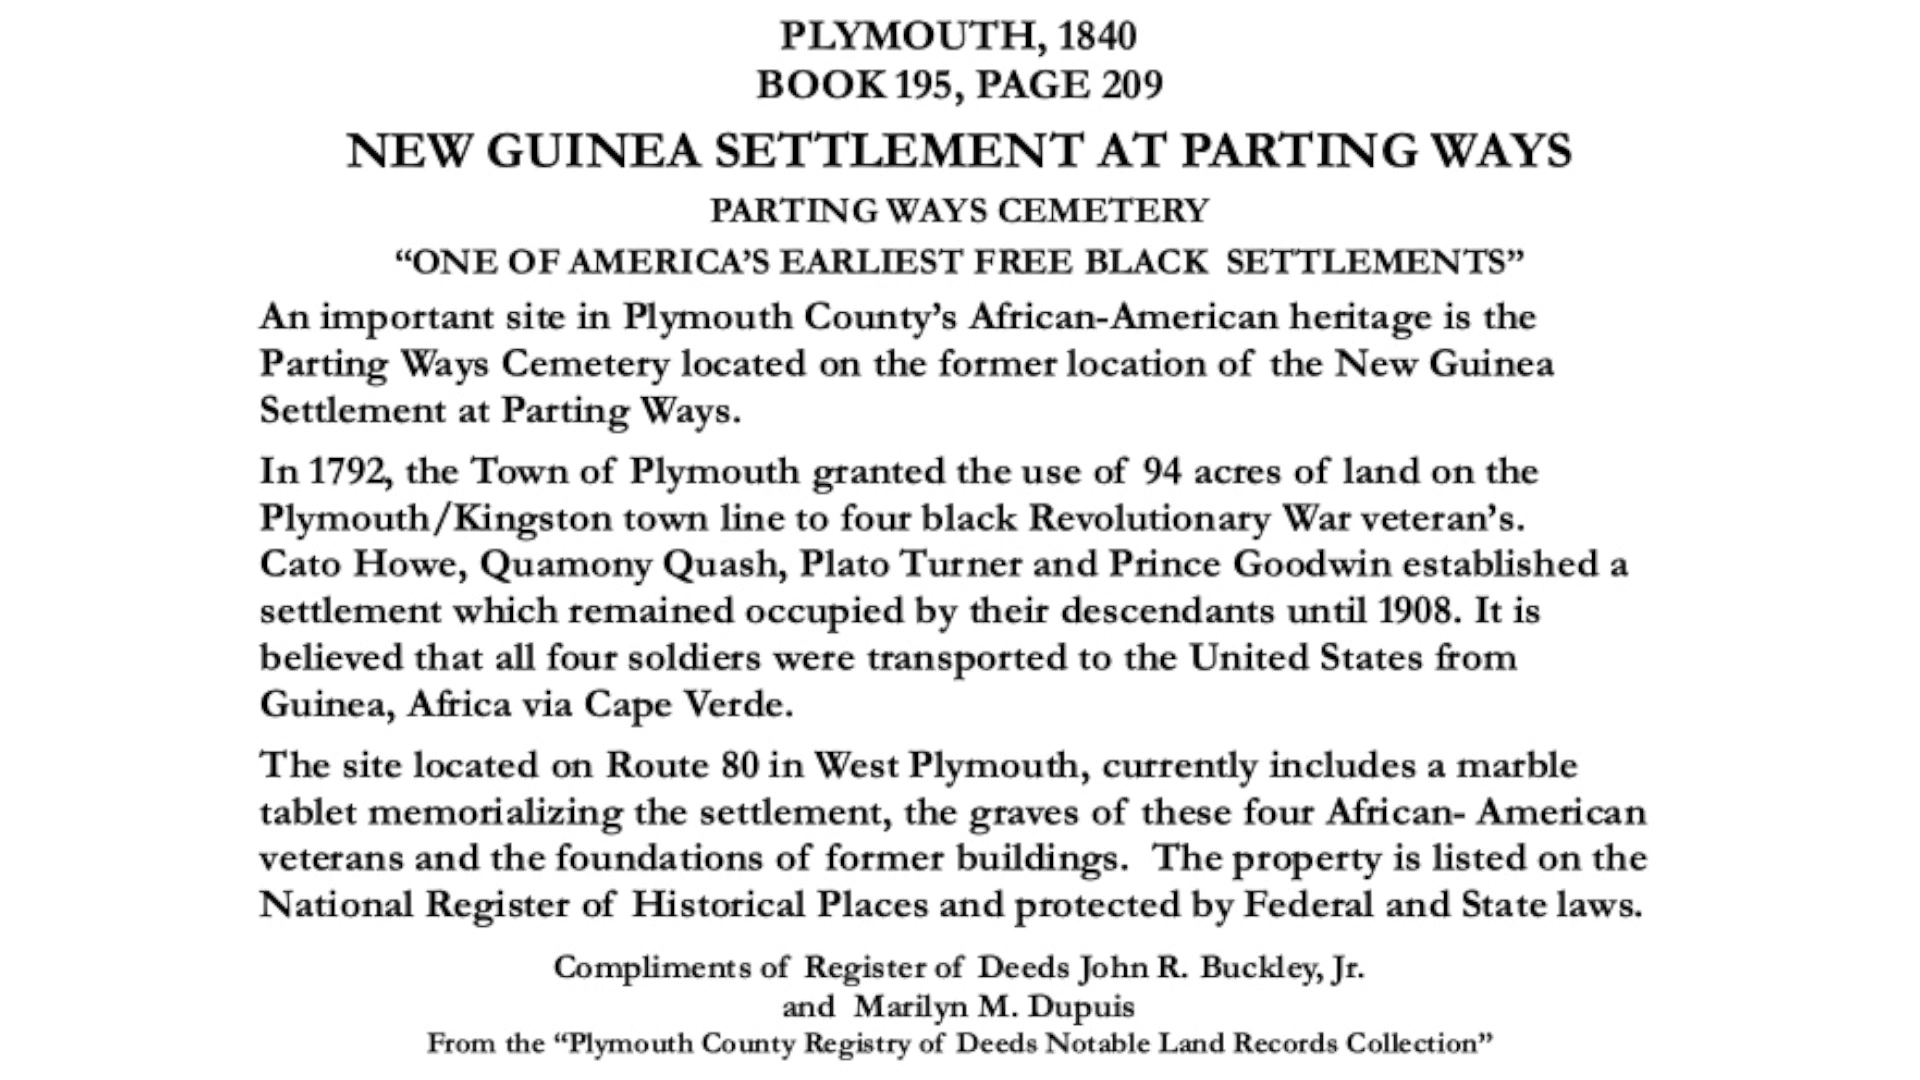 PLYMOUTH, 1840
BOOK 195, PAGE 209
NEW GUINEA SETTLEMENT AT PARTING WAYS
PARTING WAYS CEMETERY
“ONE OF AMERICA’S EARLIEST FREE BLACK SETTLEMENTS”
An important site in Plymouth County’s African-American heritage is the
Parting Ways Cemetery located on the former location of the New Guinea
Settlement at Parting Ways.
In 1792, the Town of Plymouth granted the use of 94 acres of land on the
Plymouth/Kingston town line to four black Revolutionary War veteran’s.
Cato Howe, Quamony Quash, Plato Turner and Prince Goodwin established a
settlement which remained occupied by their descendants until 1908. It is
believed that all four soldiers were transported to the United States from
Guinea, Africa via Cape Verde.
The site located on Route 80 in West Plymouth, currently includes a marble
tablet memorializing the settlement, the graves of these four African- American
veterans and the foundations of former buildings. The property is listed on the
National Register of Historical Places and protected by Federal and State laws.
Compliments of Register of Deeds John R. Buckley, Jr.
and Marilyn M. Dupuis
From the “Plymouth County Registry of Deeds Notable Land Records Collection”